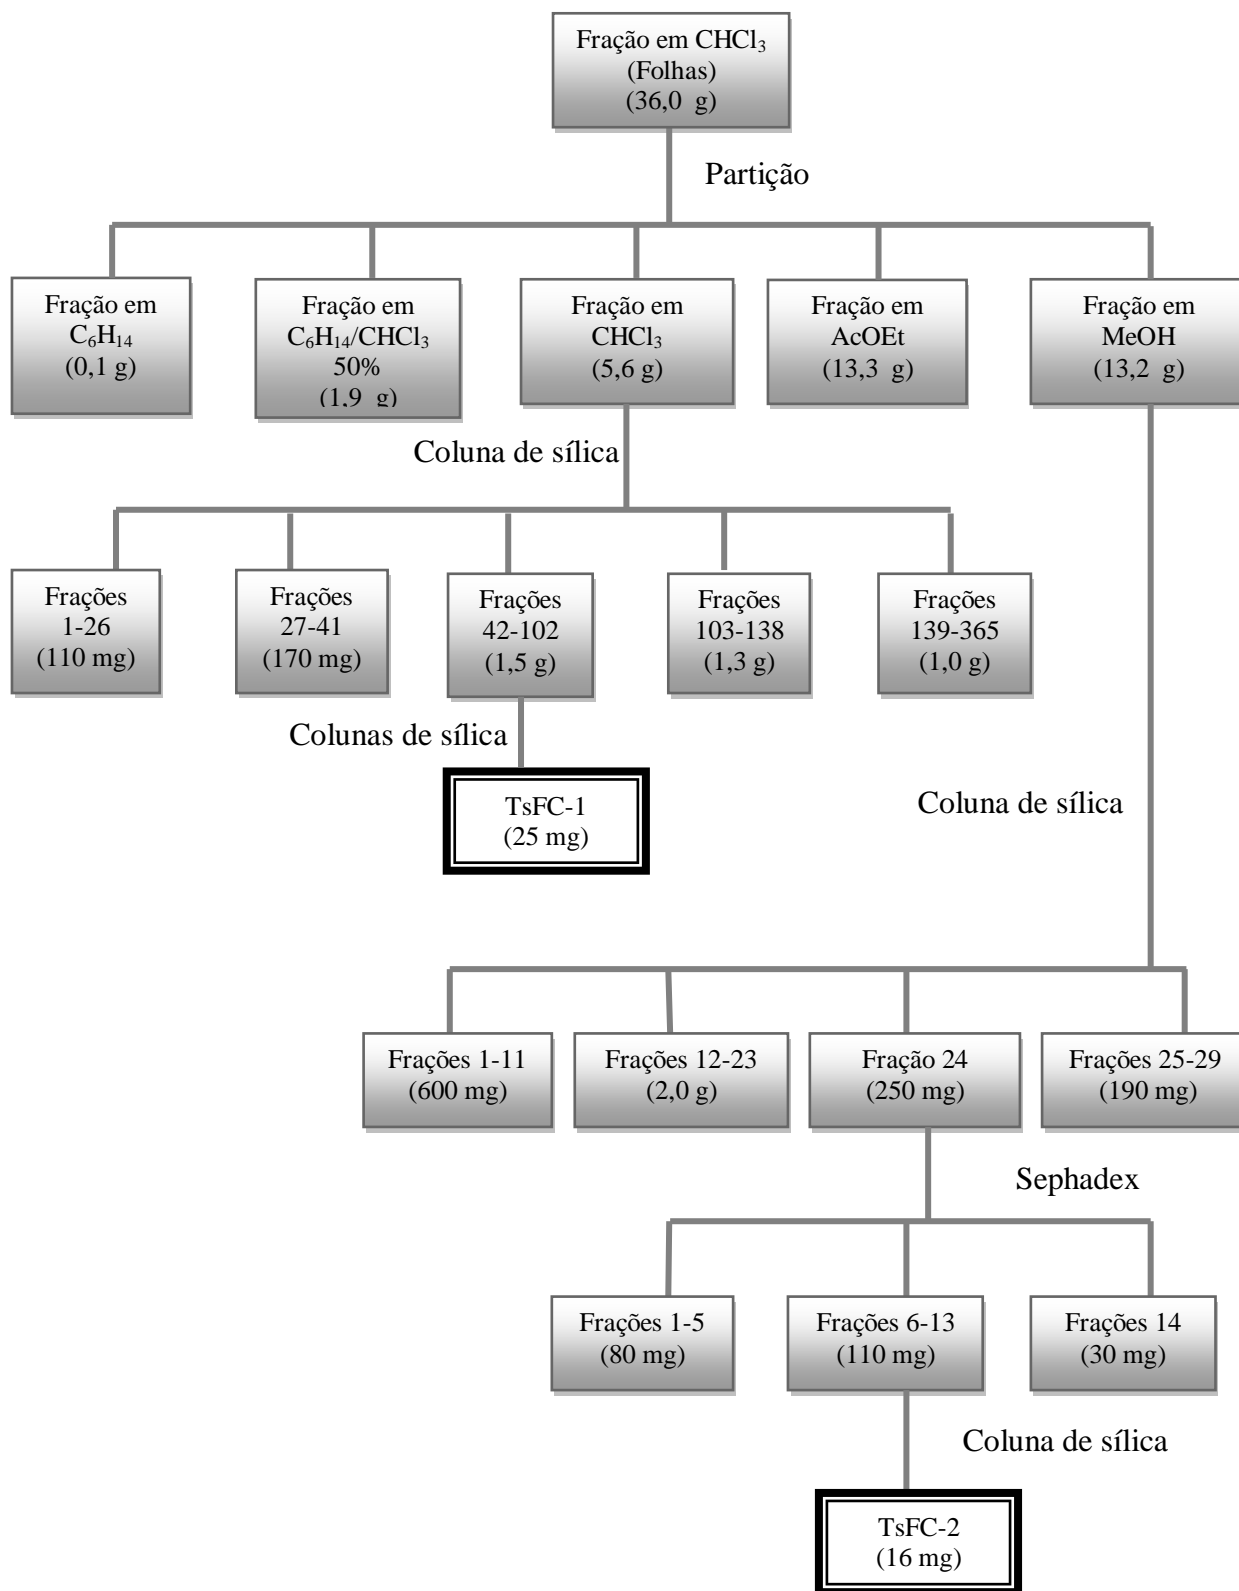 Fração em CHCl₃
(Folhas)
(36,0 g)
Partição
Fração em
C₆H₁₄
(0,1 g)
Fração em
C₆H₁₄/CHCl₃
50%
(1,9 g)
Fração em
CHCl₃
(5,6 g)
Fração em
AcOEt
(13,3 g)
Fração em
MeOH
(13,2 g)
Coluna de sílica
Frações
1-26
(110 mg)
Frações
27-41
(170 mg)
Frações
42-102
(1,5 g)
Frações
103-138
(1,3 g)
Frações
139-365
(1,0 g)
Colunas de sílica
TsFC-1
(25 mg)
Coluna de sílica
Frações 1-11
(600 mg)
Frações 12-23
(2,0 g)
Fração 24
(250 mg)
Frações 25-29
(190 mg)
Sephadex
Frações 1-5
(80 mg)
Frações 6-13
(110 mg)
Frações 14
(30 mg)
Coluna de sílica
TsFC-2
(16 mg)